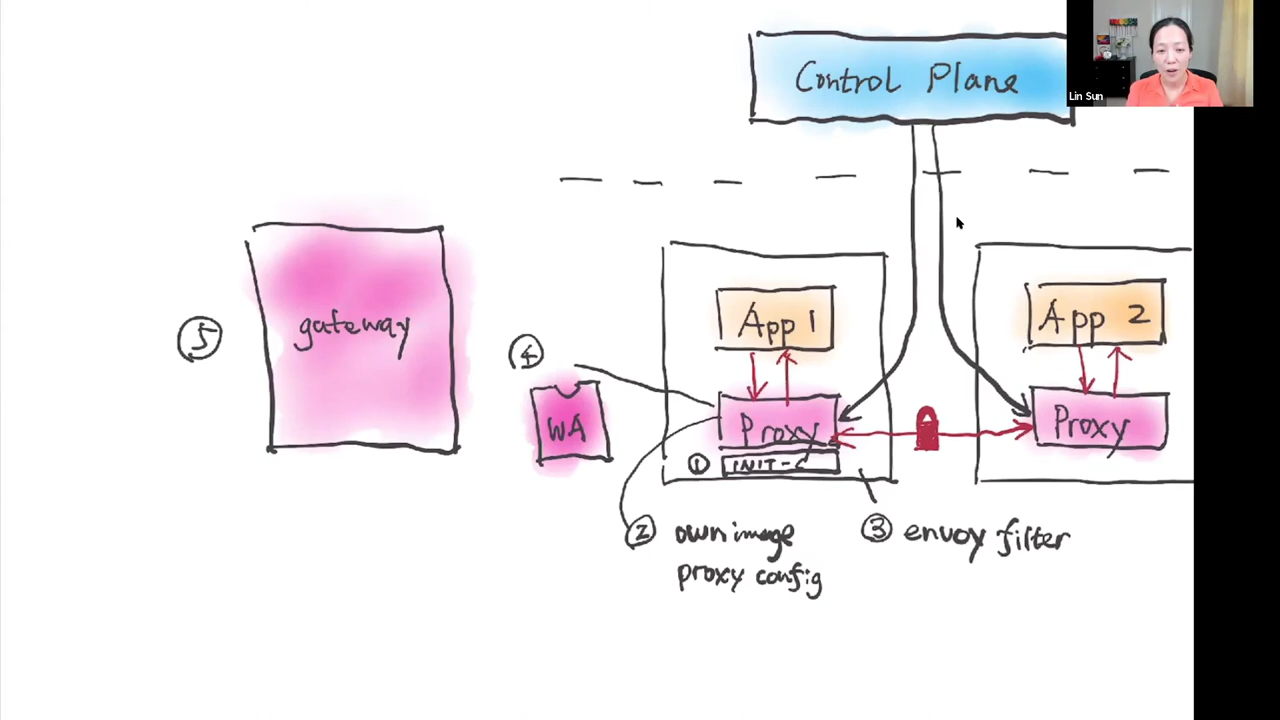 Control Plane
Lin Sun
5
gateway
4
WA
App 1
Proxy
1
INIT-C
App 2
Proxy
2 own image
proxy config
3 envoy filter